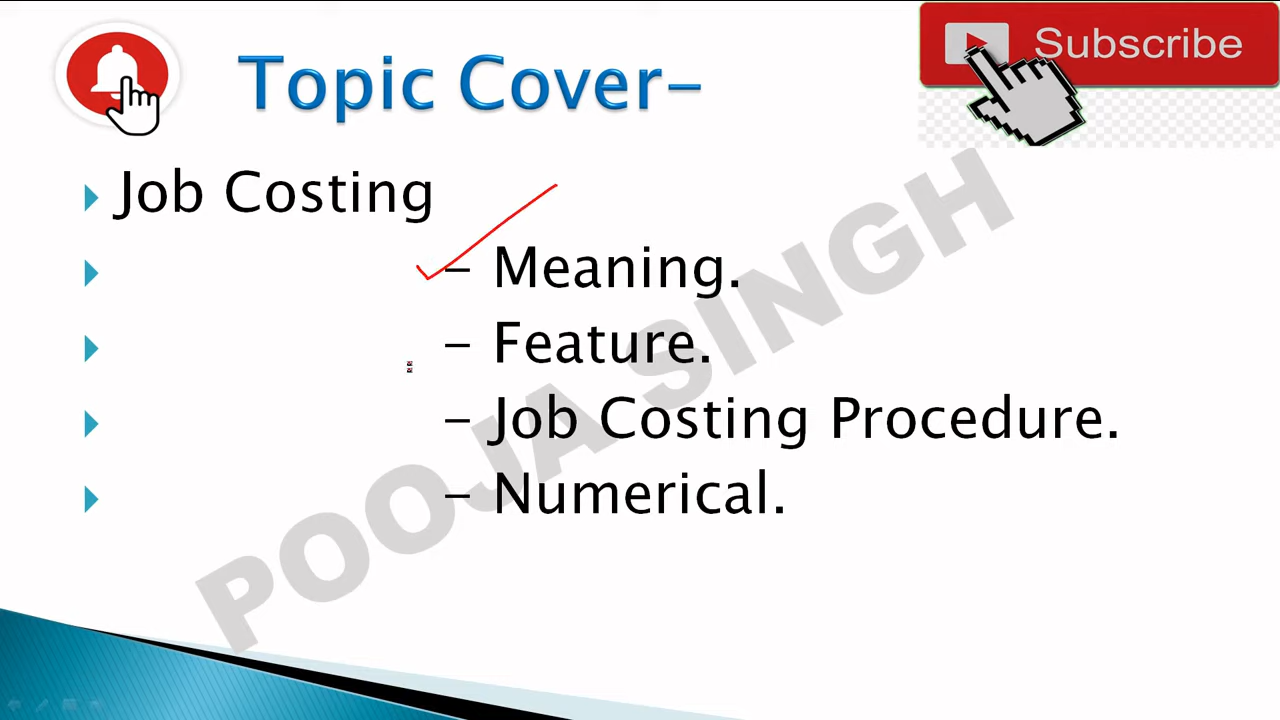 Topic Cover-
Subscribe
Job Costing
- Meaning.
- Feature.
- Job Costing Procedure.
- Numerical.
POOJA SINGH